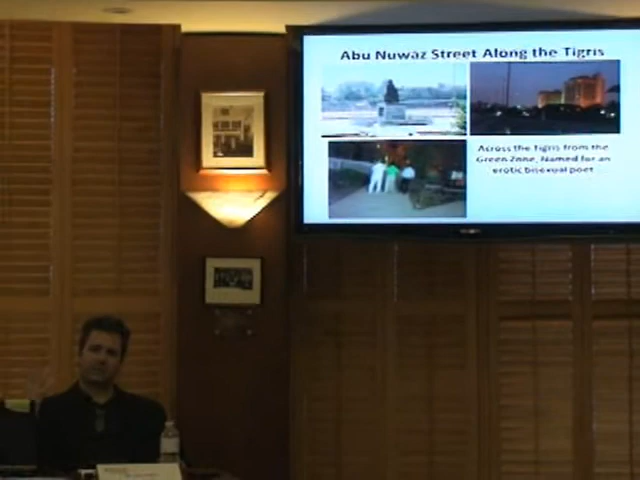 Abu Nuwaz Street Along the Tigris
Across the Tigris from the
Green Zone, Named for an
erotic bisexual poet